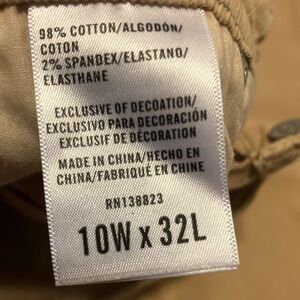 98% COTTON/ALGODÓN/
COTON
2% SPANDEX/ELASTANO/
ELASTHANE
EXCLUSIVE OF DECOATION/
EXCLUSIVO PARA DECORACIÓN
EXCLUSIF DE DÉCORATION
MADE IN CHINA/HECHO EN
CHINA/FABRIQUÉ EN CHINE
RN138823
10W x 32L